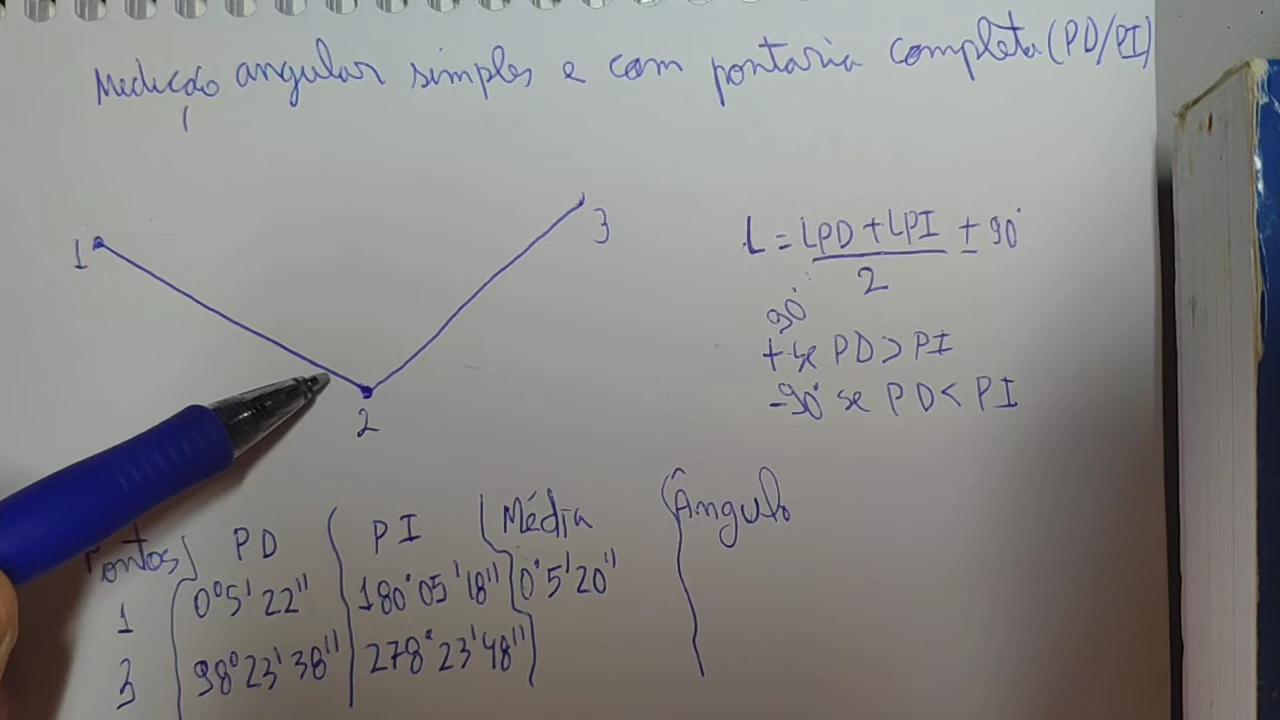 Medição angular simples e com pontaria completa (PD/PI)
1
3
2
L = LPD + LPI ± 90°
2
90°
+ se PD > PI
-90° se PD < PI
Pontos PD PI Média Ângulo
1 0°5'22" 180°05'18" 0°5'20"
3 98°23'38" 278°23'48"